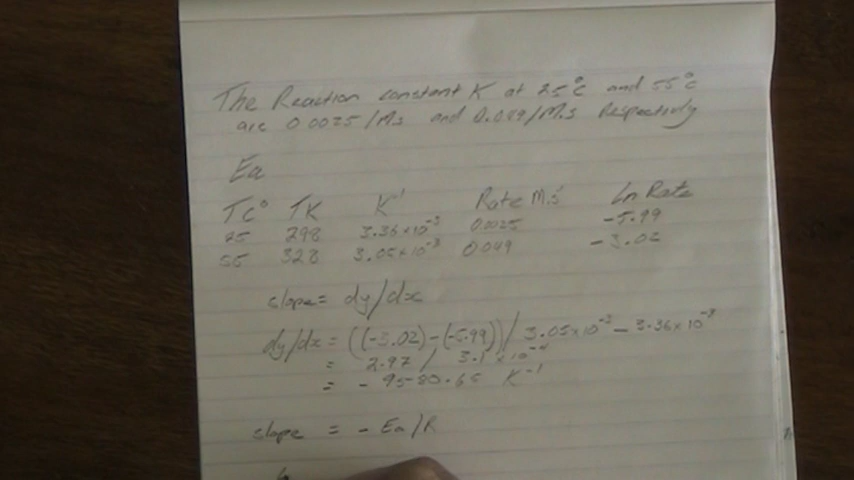 The Reaction constant K at 25°C and 55°C
are 0.0025/M.s and 0.049/M.s Respectively
Ea
TC° TK K⁻¹ Rate M.s⁻¹ Ln Rate
25 298 3.36×10⁻³ 0.0025 -5.99
55 328 3.05×10⁻³ 0.049 -3.02
slope = dy/dx
dy/dx = ((-3.02)-(-5.99)) / 3.05×10⁻³ - 3.36×10⁻³
= 2.97 / 3.1×10⁻⁴
= - 9580.65 K⁻¹
slope = - Ea/R